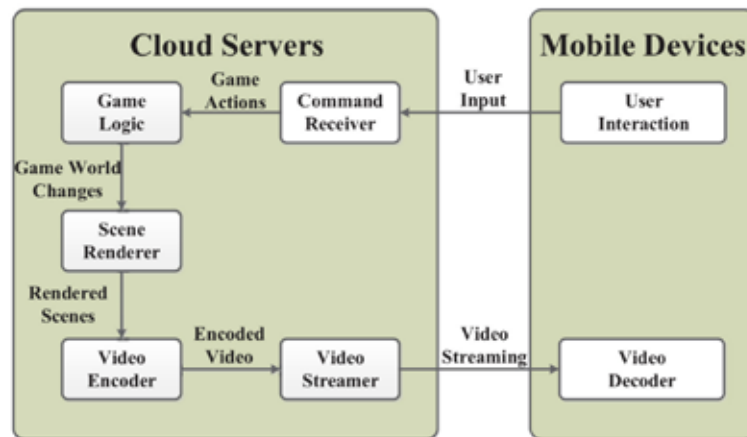 Cloud Servers
Mobile Devices
Game
Logic
Game
Actions
Command
Receiver
User
Input
User
Interaction
Game World
Changes
Scene
Renderer
Rendered
Scenes
Video
Encoder
Encoded
Video
Video
Streamer
Video
Streaming
Video
Decoder